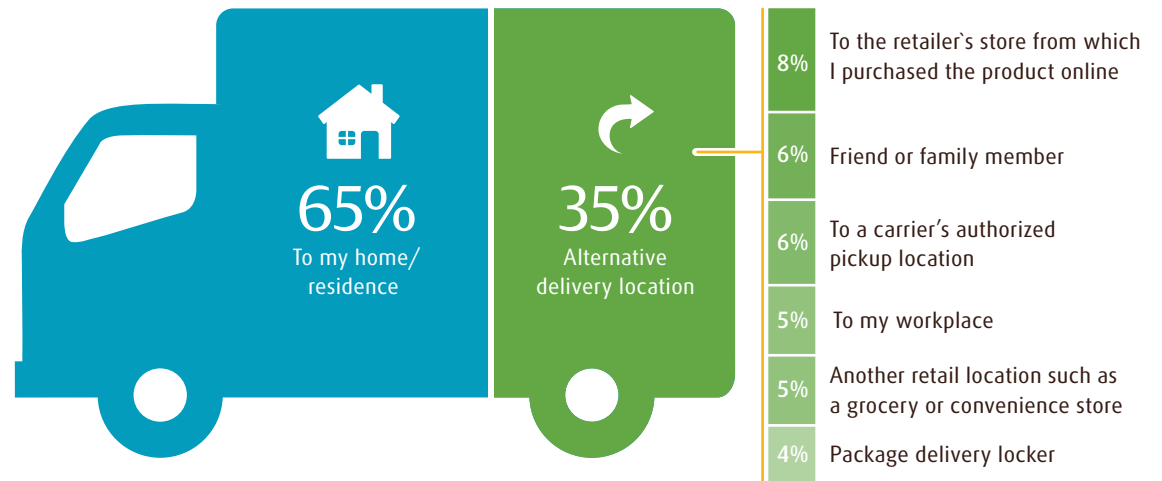 65%
To my home/
residence
35%
Alternative
delivery location
8%
To the retailer`s store from which
I purchased the product online
6%
Friend or family member
6%
To a carrier’s authorized
pickup location
5%
To my workplace
5%
Another retail location such as
a grocery or convenience store
4%
Package delivery locker